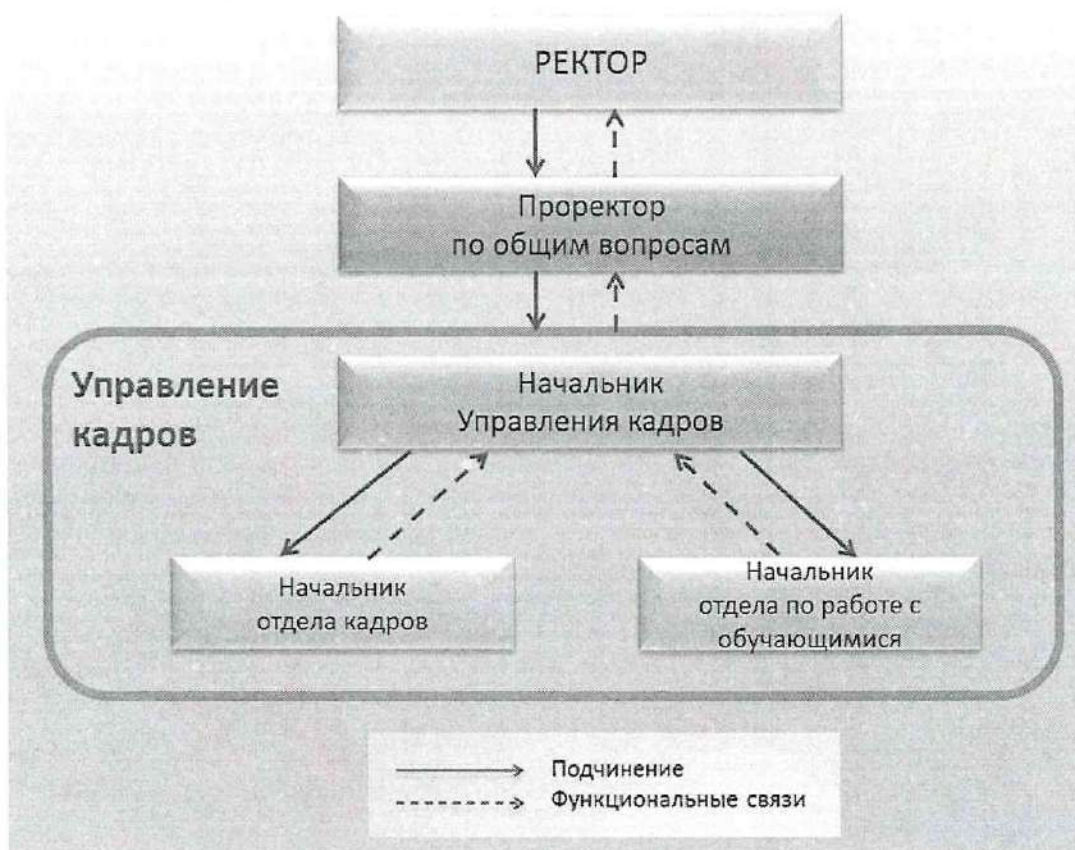 РЕКТОР
Проректор
по общим вопросам
Управление
кадров
Начальник
Управления кадров
Начальник
отдела кадров
Начальник
отдела по работе с
обучающимися
Подчинение
Функциональные связи